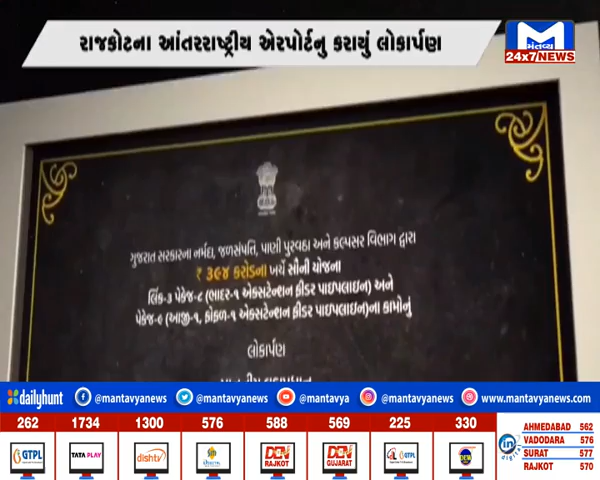 રાજકોટના આંતરરાષ્ટ્રીય એરપોર્ટનુ કરાયું લોકાર્પણ
મંતવ્ય
24x7NEWS
ગુજરાત સરકારના નર્મદા, જળસંપતિ, પાણી પુરવઠા અને કલ્પસર વિભાગ દ્વારા
₹ ૩૯૪ કરોડના ખર્ચે સૌની યોજના
લિંક-૩ પેકેજ-૮ (ભાદર-૧ એક્સટેન્શન ફીડર પાઇપલાઇન) અને
પેકેજ-૯ (આજી-૧, ફોફળ-૧ એક્સટેન્શન ફીડર પાઇપલાઇન)ના કામોનું
લોકાર્પણ
dailyhunt @mantavyanews @mantavyanews @mantavya @mantavyanews mantavyanews.com
262 1734 1300 576 588 569 225 330
GTPL TATA PLAY dishtv DEN RAJKOT DEN GUJARAT GTPL DEN
in digital
AHMEDABAD 562
VADODARA 576
SURAT 577
RAJKOT 570